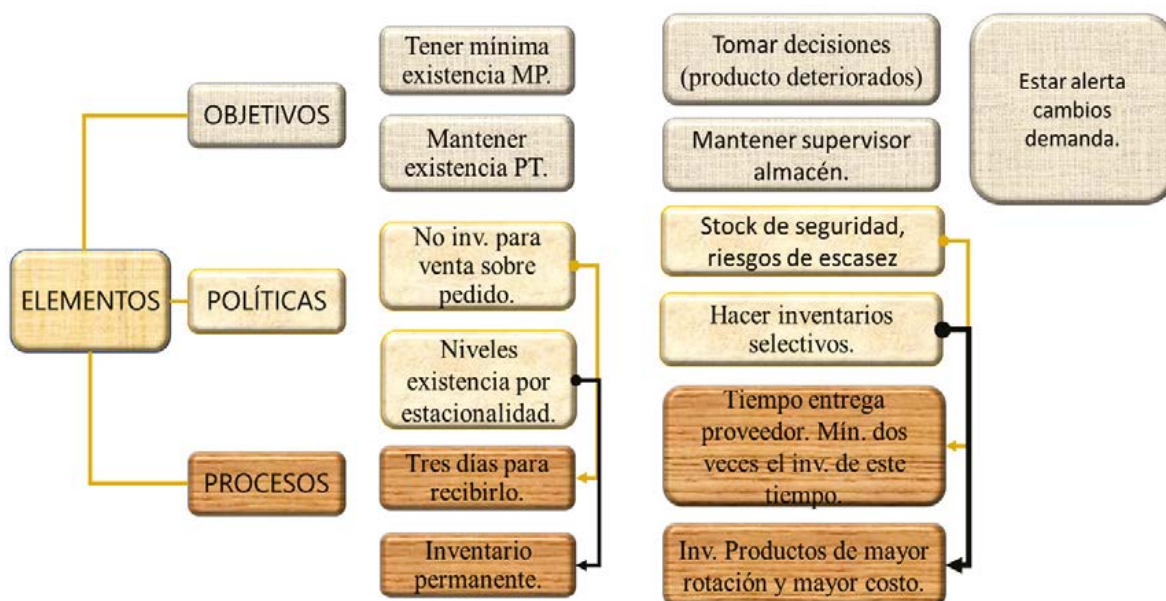 ELEMENTOS
OBJETIVOS
Tener mínima
existencia MP.
Mantener
existencia PT.
Tomar decisiones
(producto deteriorados)
Mantener supervisor
almacén.
Estar alerta
cambios
demanda.
POLÍTICAS
No inv. para
venta sobre
pedido.
Niveles
existencia por
estacionalidad.
Stock de seguridad,
riesgos de escasez
Hacer inventarios
selectivos.
PROCESOS
Tres días para
recibirlo.
Inventario
permanente.
Tiempo entrega
proveedor. Mín. dos
veces el inv. de este
tiempo.
Inv. Productos de mayor
rotación y mayor costo.